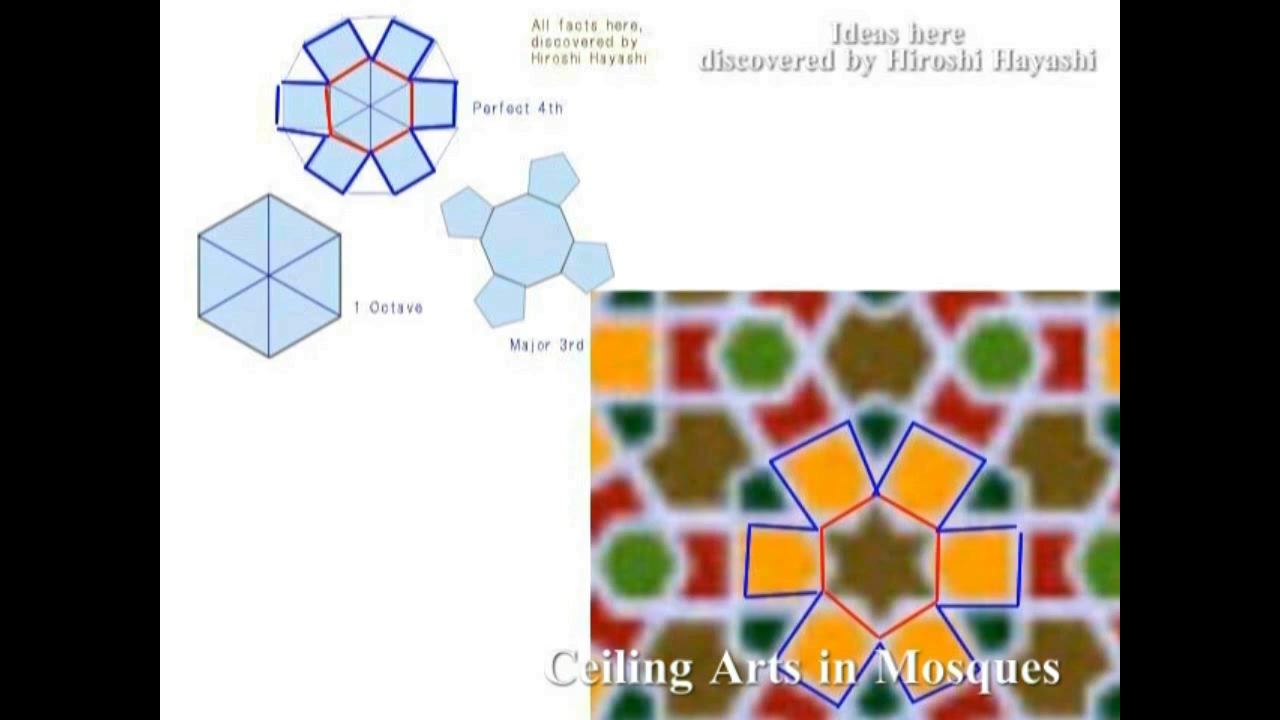 All facts here,
discovered by
Hiroshi Hayashi
Ideas here
discovered by Hiroshi Hayashi
Perfect 4th
1 Octave
Major 3rd
Ceiling Arts in Mosques